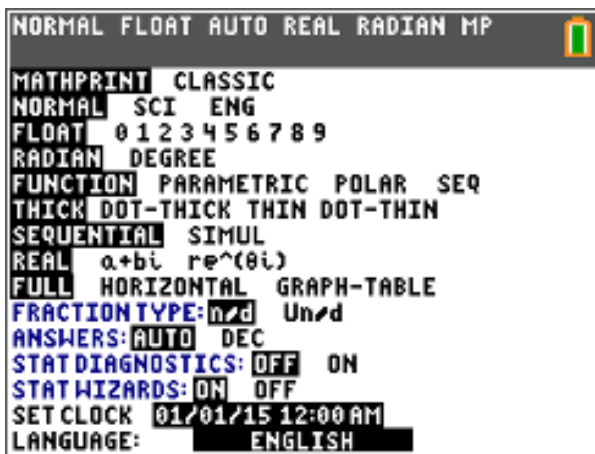 NORMAL FLOAT AUTO REAL RADIAN MP
MATHPRINT CLASSIC
NORMAL SCI ENG
FLOAT 0 1 2 3 4 5 6 7 8 9
RADIAN DEGREE
FUNCTION PARAMETRIC POLAR SEQ
THICK DOT-THICK THIN DOT-THIN
SEQUENTIAL SIMUL
REAL a+bi re^(θi)
FULL HORIZONTAL GRAPH-TABLE
FRACTION TYPE: n/d Un/d
ANSWERS: AUTO DEC
STAT DIAGNOSTICS: OFF ON
STAT WIZARDS: ON OFF
SET CLOCK 01/01/15 12:00 AM
LANGUAGE: ENGLISH